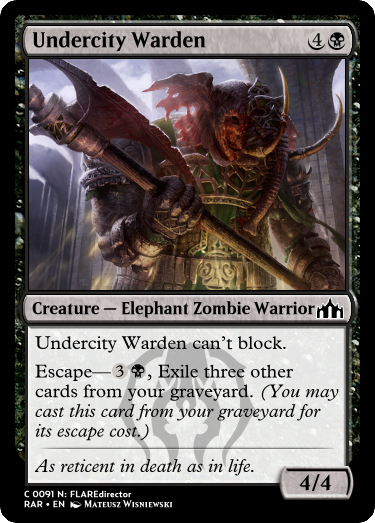 Undercity Warden 4
Creature — Elephant Zombie Warrior
Undercity Warden can't block.
Escape—3, Exile three other
cards from your graveyard. (You may
cast this card from your graveyard for
its escape cost.)
As reticent in death as in life.
4/4
C 0091 N: FLAREdirector
RAR • EN Mateusz Wisniewski